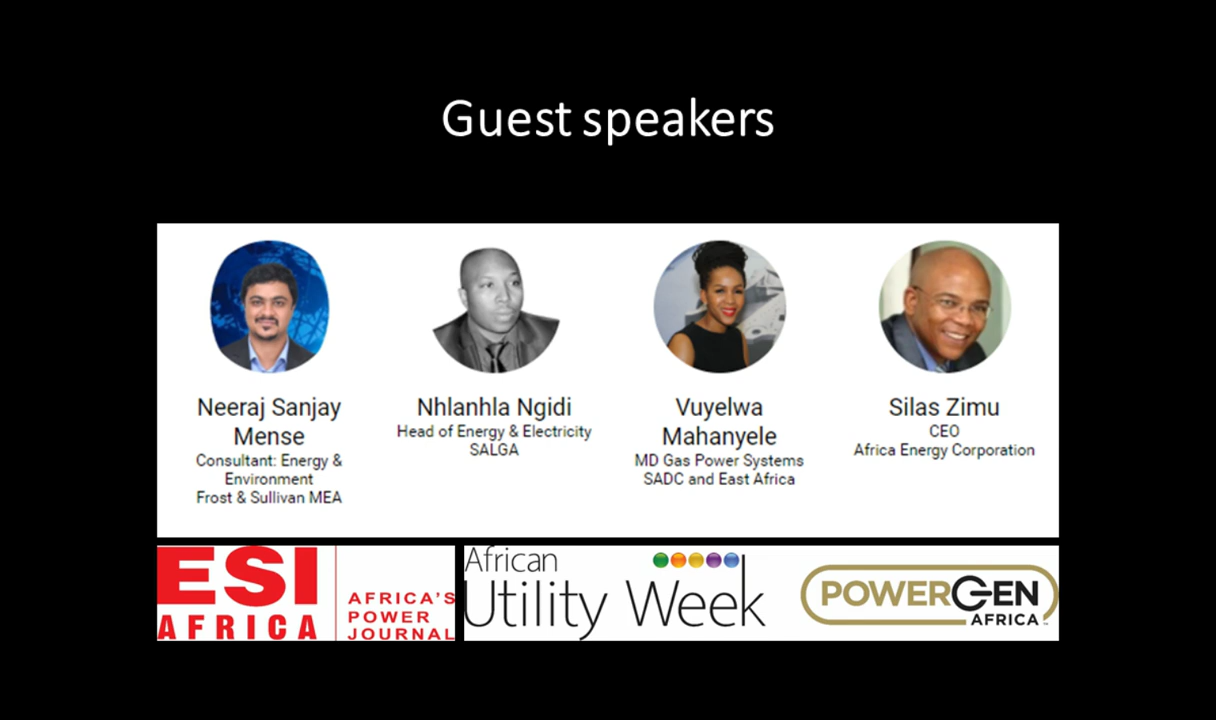 Guest speakers
Neeraj Sanjay
Mense
Consultant: Energy &
Environment
Frost & Sullivan MEA
Nhlanhla Ngidi
Head of Energy & Electricity
SALGA
Vuyelwa
Mahanyele
MD Gas Power Systems
SADC and East Africa
Silas Zimu
CEO
Africa Energy Corporation
ESI
AFRICA
AFRICA'S
POWER
JOURNAL
African
Utility Week
POWERGEN
AFRICA